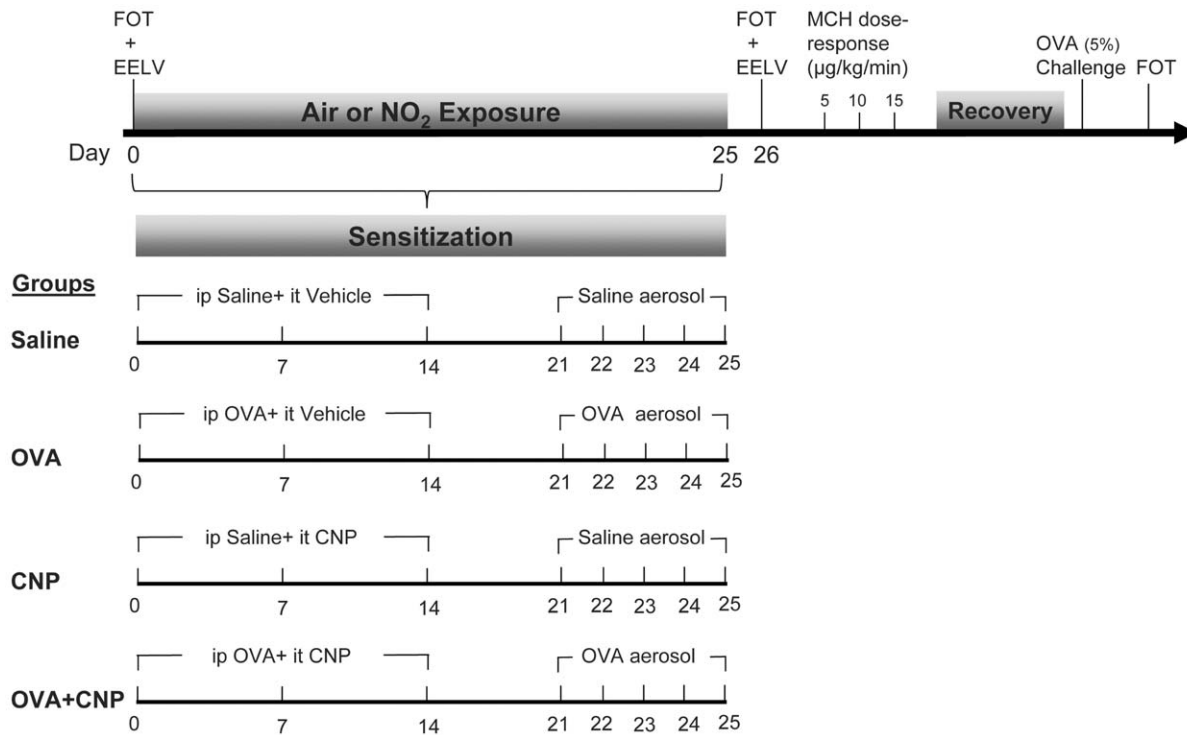 FOT
+
EELV
FOT
+
EELV
MCH dose-
response
(µg/kg/min)
5 10 15
OVA (5%)
Challenge
FOT
Air or NO₂ Exposure
Recovery
Day 0 25 26
Sensitization
Groups
ip Saline+ it Vehicle Saline aerosol
Saline
0 7 14 21 22 23 24 25
ip OVA+ it Vehicle OVA aerosol
OVA
0 7 14 21 22 23 24 25
ip Saline+ it CNP Saline aerosol
CNP
0 7 14 21 22 23 24 25
ip OVA+ it CNP OVA aerosol
OVA+CNP
0 7 14 21 22 23 24 25